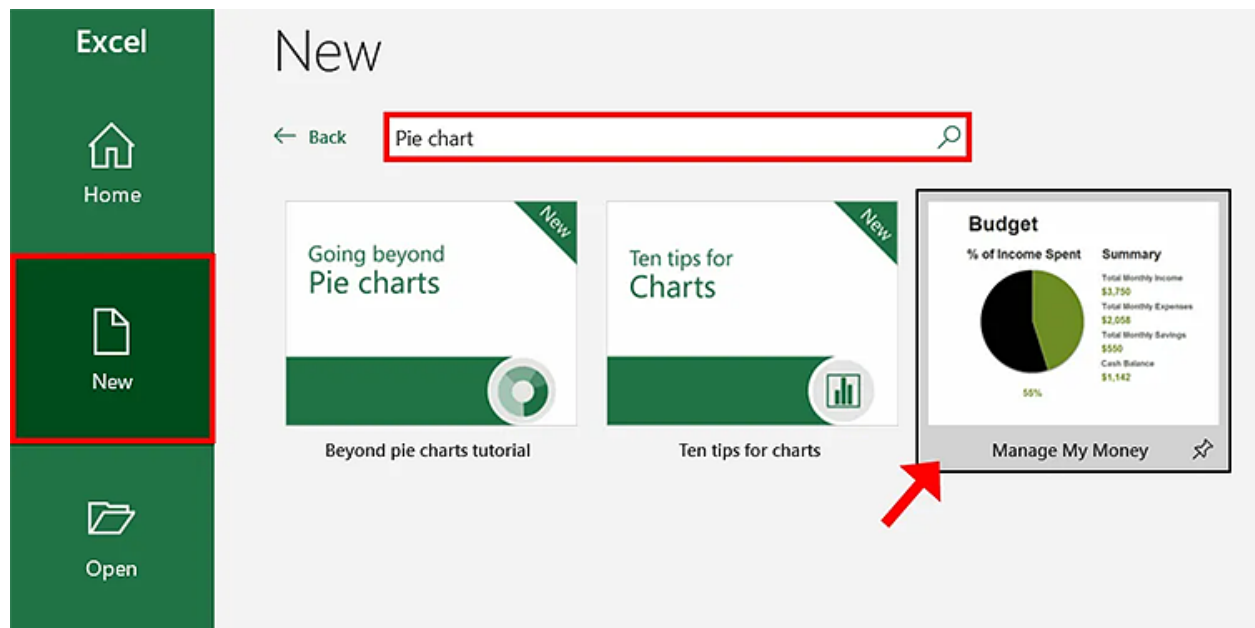 Excel
Home
New
Open
New
Back
Pie chart
New
Going beyond
Pie charts
Beyond pie charts tutorial
New
Ten tips for
Charts
Ten tips for charts
Budget
% of Income Spent
55%
Summary
Total Monthly Income
$3,750
Total Monthly Expenses
$2,058
Total Monthly Savings
$550
Cash Balance
$1,142
Manage My Money